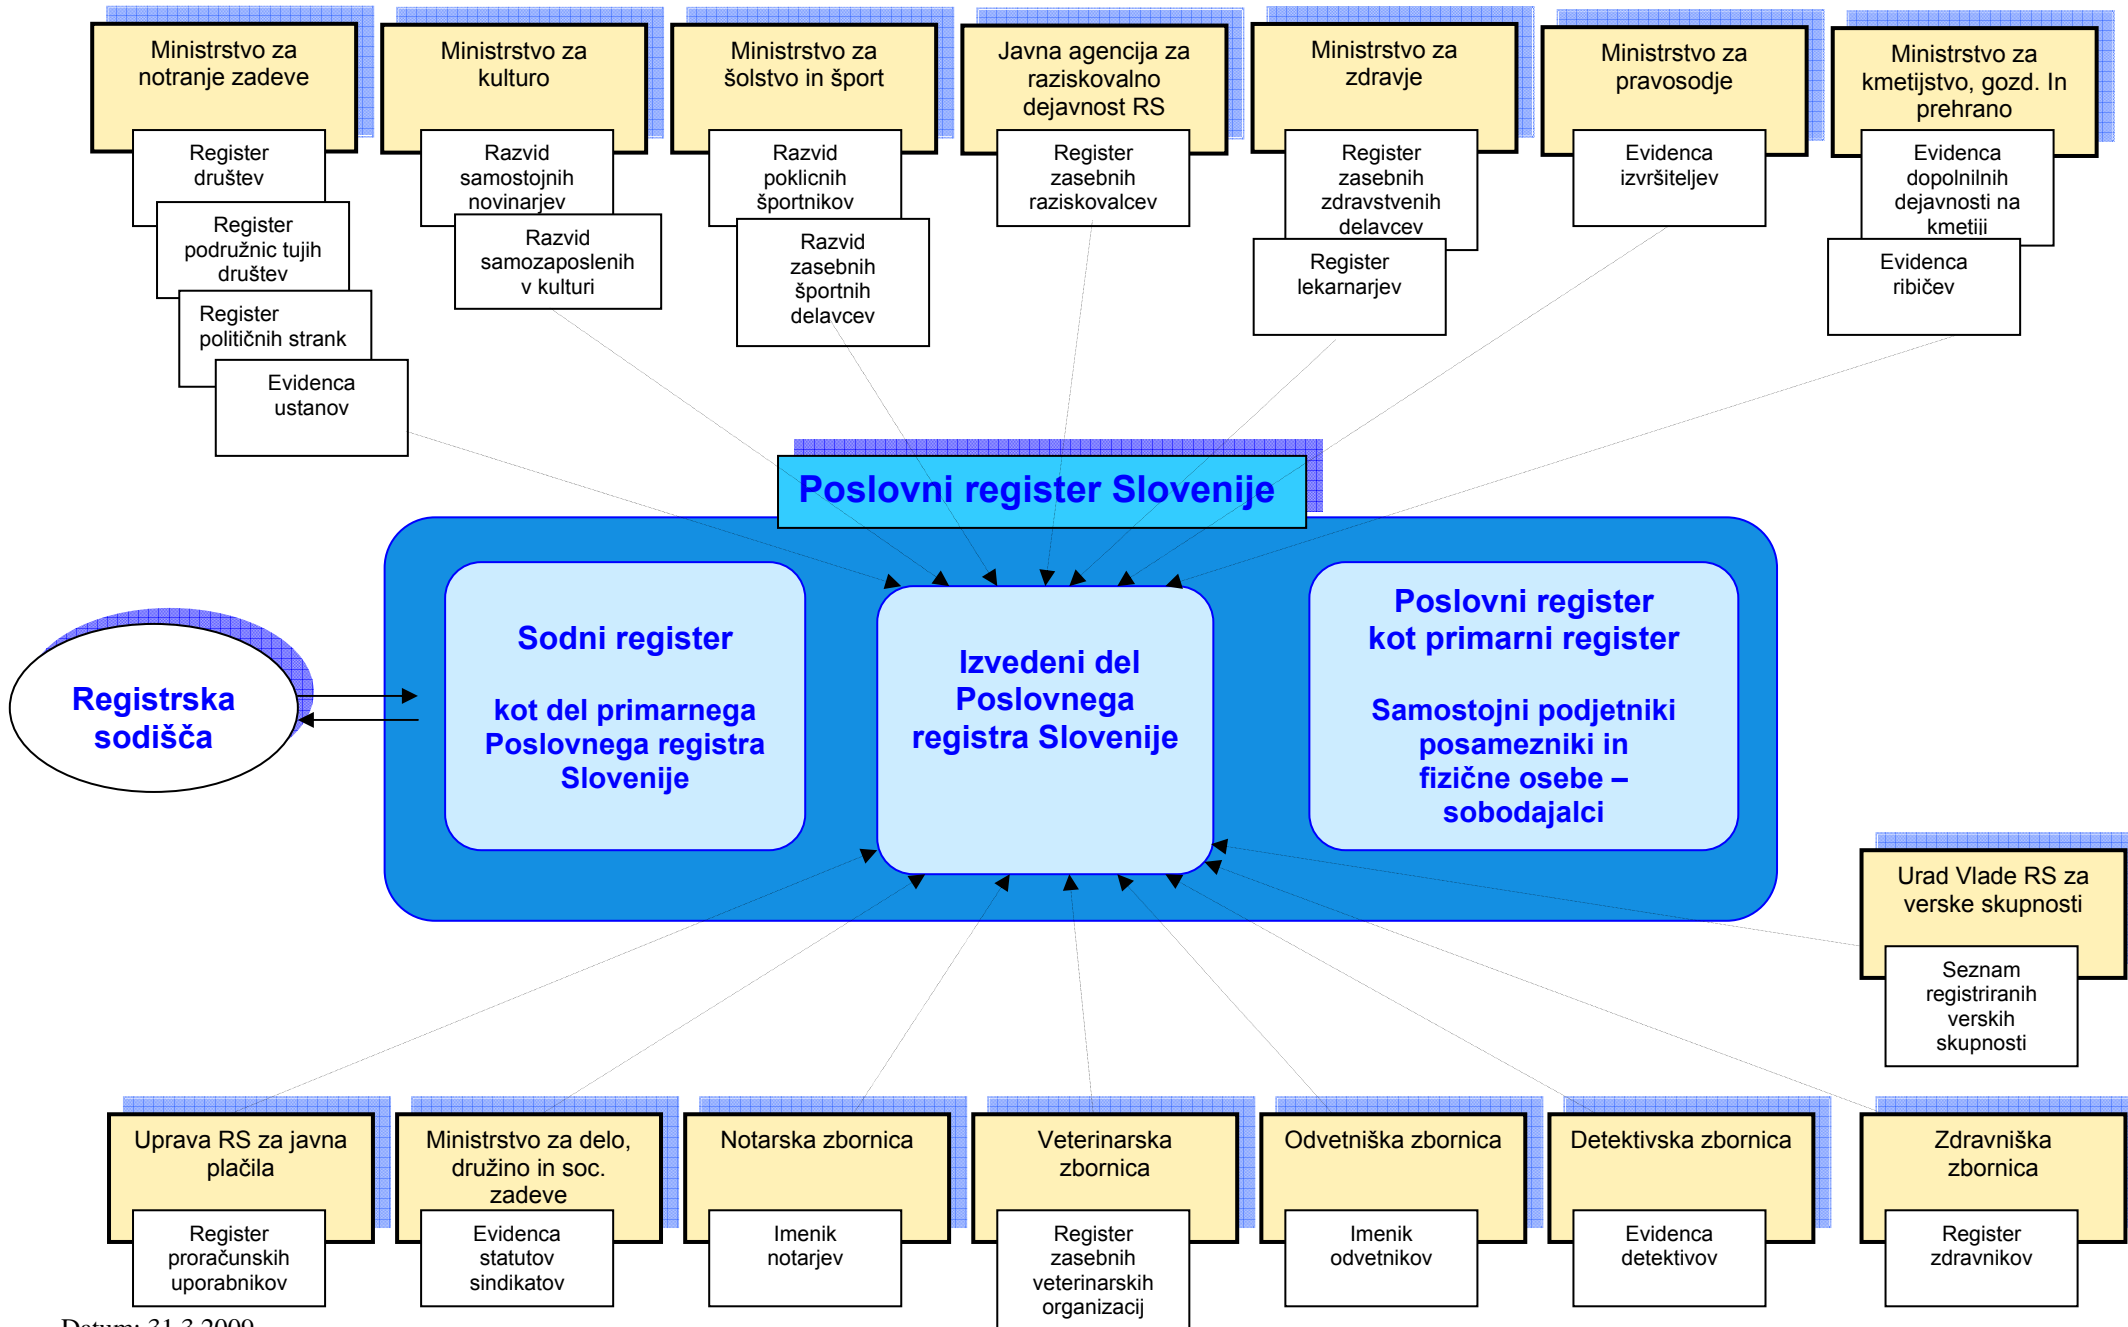 Ministrstvo za
notranje zadeve
Register
društev
Register
podružnic tujih
društev
Register
političnih strank
Evidenca
ustanov
Ministrstvo za
kulturo
Razvid
samostojnih
novinarjev
Razvid
samozaposlenih
v kulturi
Ministrstvo za
šolstvo in šport
Razvid
poklicnih
športnikov
Razvid
zasebnih
športnih
delavcev
Javna agencija za
raziskovalno
dejavnost RS
Register
zasebnih
raziskovalcev
Ministrstvo za
zdravje
Register
zasebnih
zdravstvenih
delavcev
Register
lekarnarjev
Ministrstvo za
pravosodje
Evidenca
izvršiteljev
Ministrstvo za
kmetijstvo, gozd. In
prehrano
Evidenca
dopolnilnih
dejavnosti na
kmetiji
Evidenca
ribičev
Poslovni register Slovenije
Registrska
sodišča
Sodni register
kot del primarnega
Poslovnega registra
Slovenije
Izvedeni del
Poslovnega
registra Slovenije
Poslovni register
kot primarni register
Samostojni podjetniki
posamezniki in
fizične osebe –
sobodajalci
Urad Vlade RS za
verske skupnosti
Seznam
registriranih
verskih
skupnosti
Uprava RS za javna
plačila
Register
proračunskih
uporabnikov
Ministrstvo za delo,
družino in soc.
zadeve
Evidenca
statutov
sindikatov
Notarska zbornica
Imenik
notarjev
Veterinarska
zbornica
Register
zasebnih
veterinarskih
organizacij
Odvetniška zbornica
Imenik
odvetnikov
Detektivska zbornica
Evidenca
detektivov
Zdravniška
zbornica
Register
zdravnikov
Datum: 31.3.2009